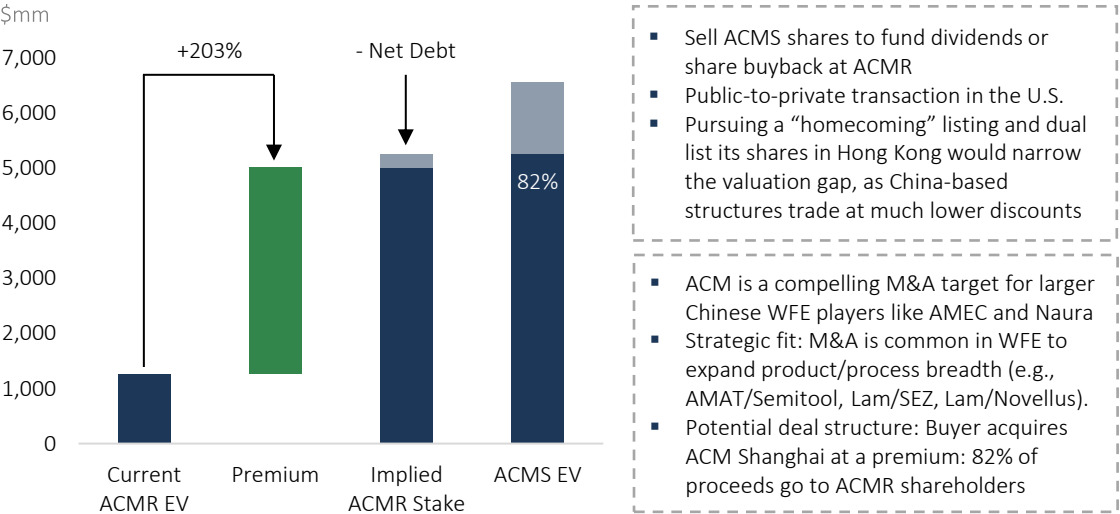 $mm
7,000
6,000
5,000
4,000
3,000
2,000
1,000
0
+203%
- Net Debt
82%
Current
ACMR EV
Premium
Implied
ACMR Stake
ACMS EV
▪ Sell ACMS shares to fund dividends or
share buyback at ACMR
▪ Public-to-private transaction in the U.S.
▪ Pursuing a “homecoming” listing and dual
list its shares in Hong Kong would narrow
the valuation gap, as China-based
structures trade at much lower discounts
▪ ACM is a compelling M&A target for larger
Chinese WFE players like AMEC and Naura
▪ Strategic fit: M&A is common in WFE to
expand product/process breadth (e.g.,
AMAT/Semitool, Lam/SEZ, Lam/Novellus).
▪ Potential deal structure: Buyer acquires
ACM Shanghai at a premium: 82% of
proceeds go to ACMR shareholders